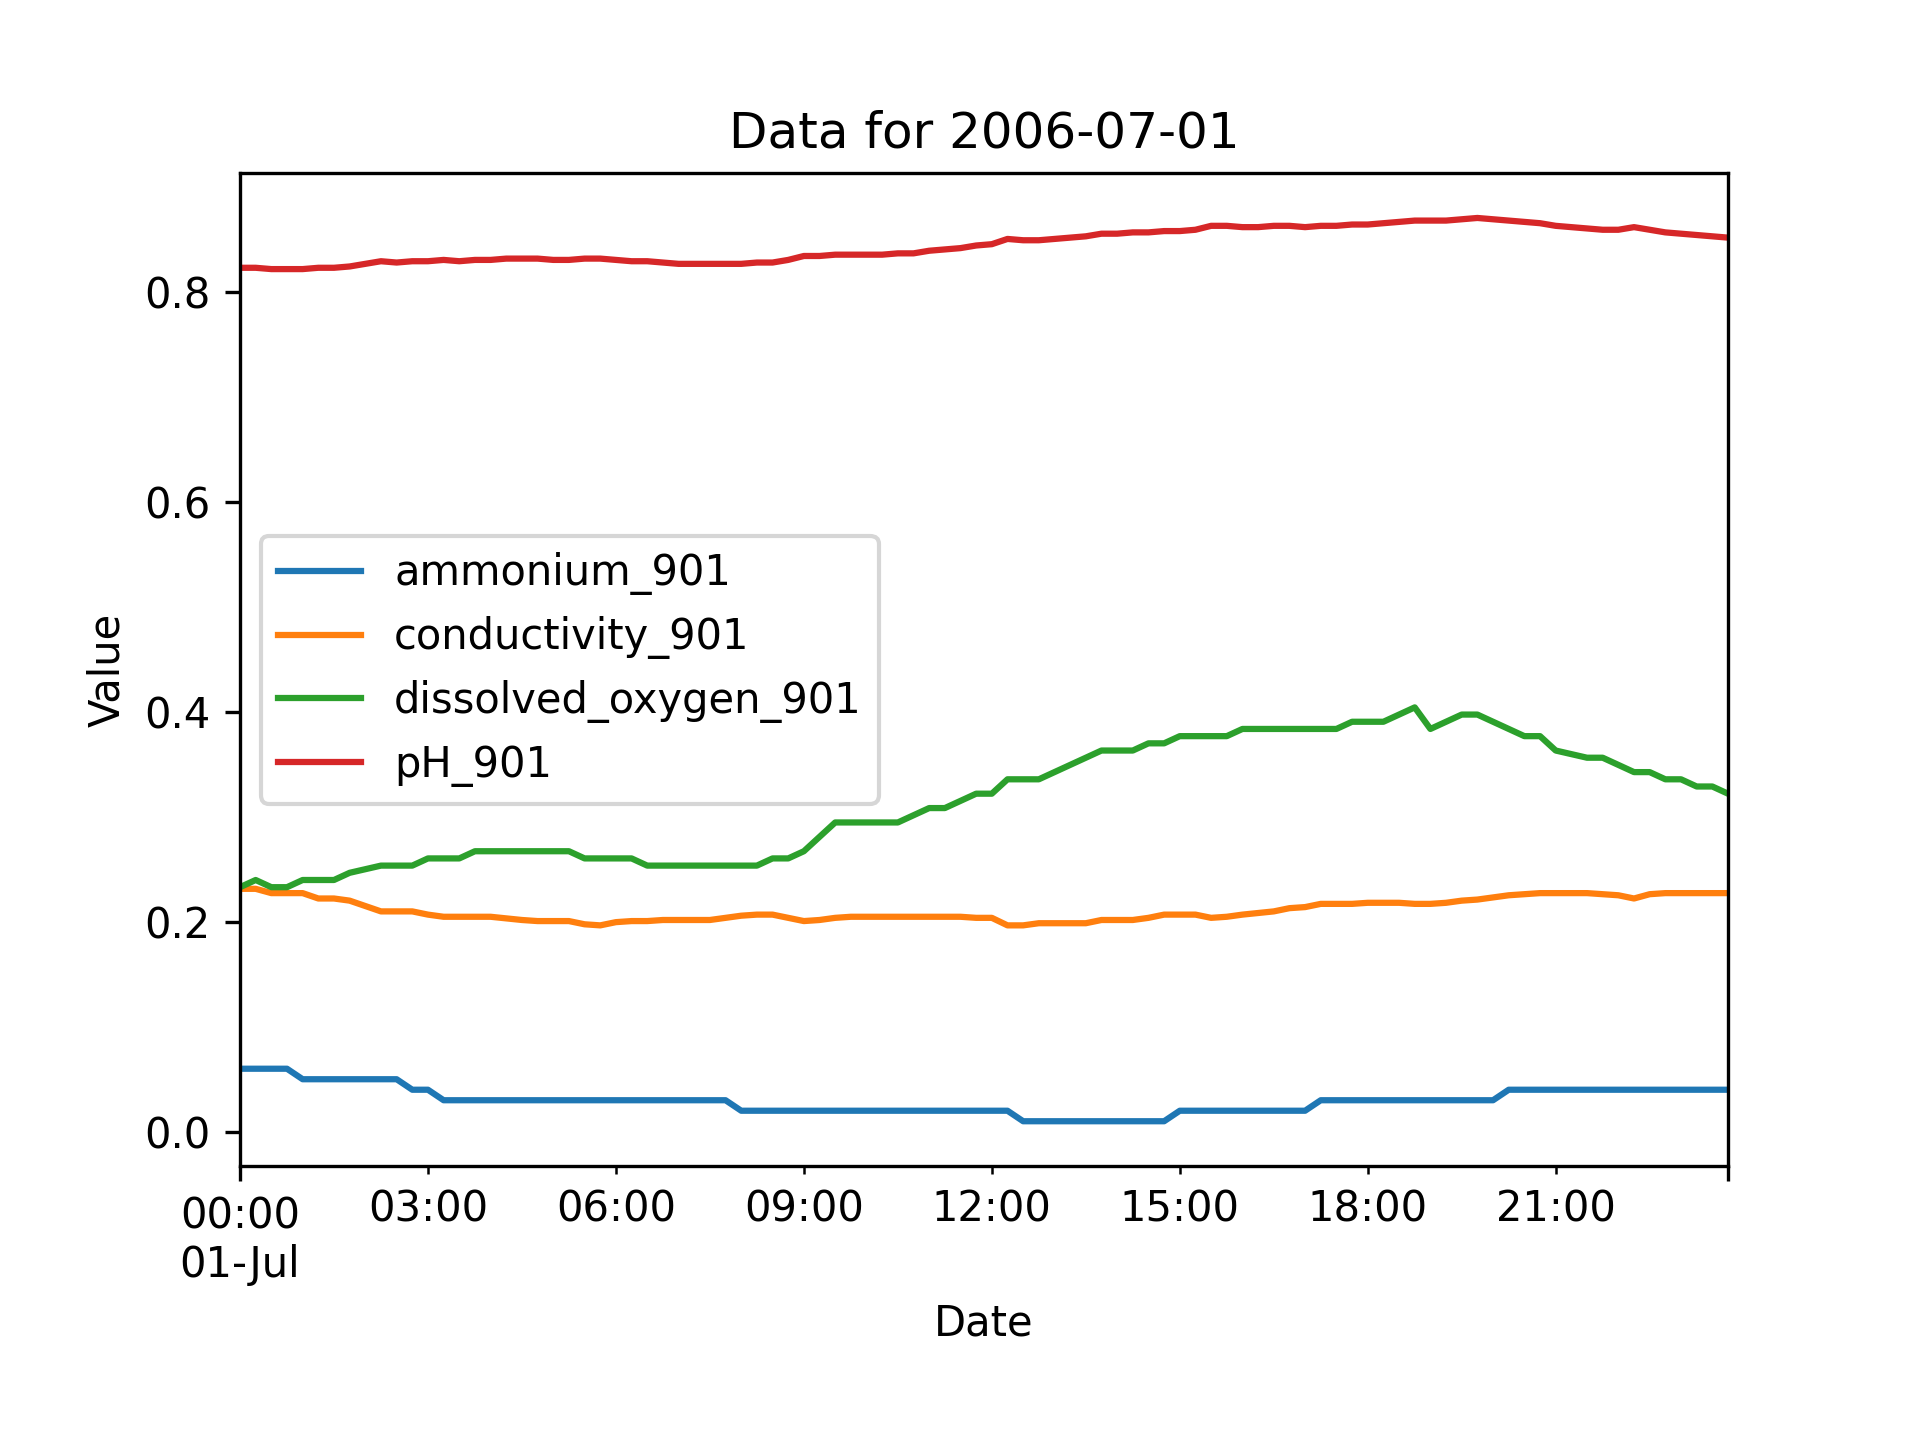 Data for 2006-07-01
Value
0.8
0.6
0.4
0.2
0.0
ammonium_901
conductivity_901
dissolved_oxygen_901
pH_901
00:00 03:00 06:00 09:00 12:00 15:00 18:00 21:00
01-Jul
Date